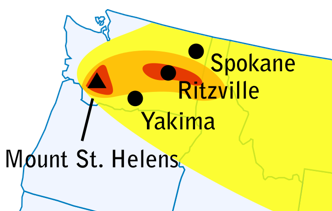 Spokane
Ritzville
Yakima
Mount St. Helens